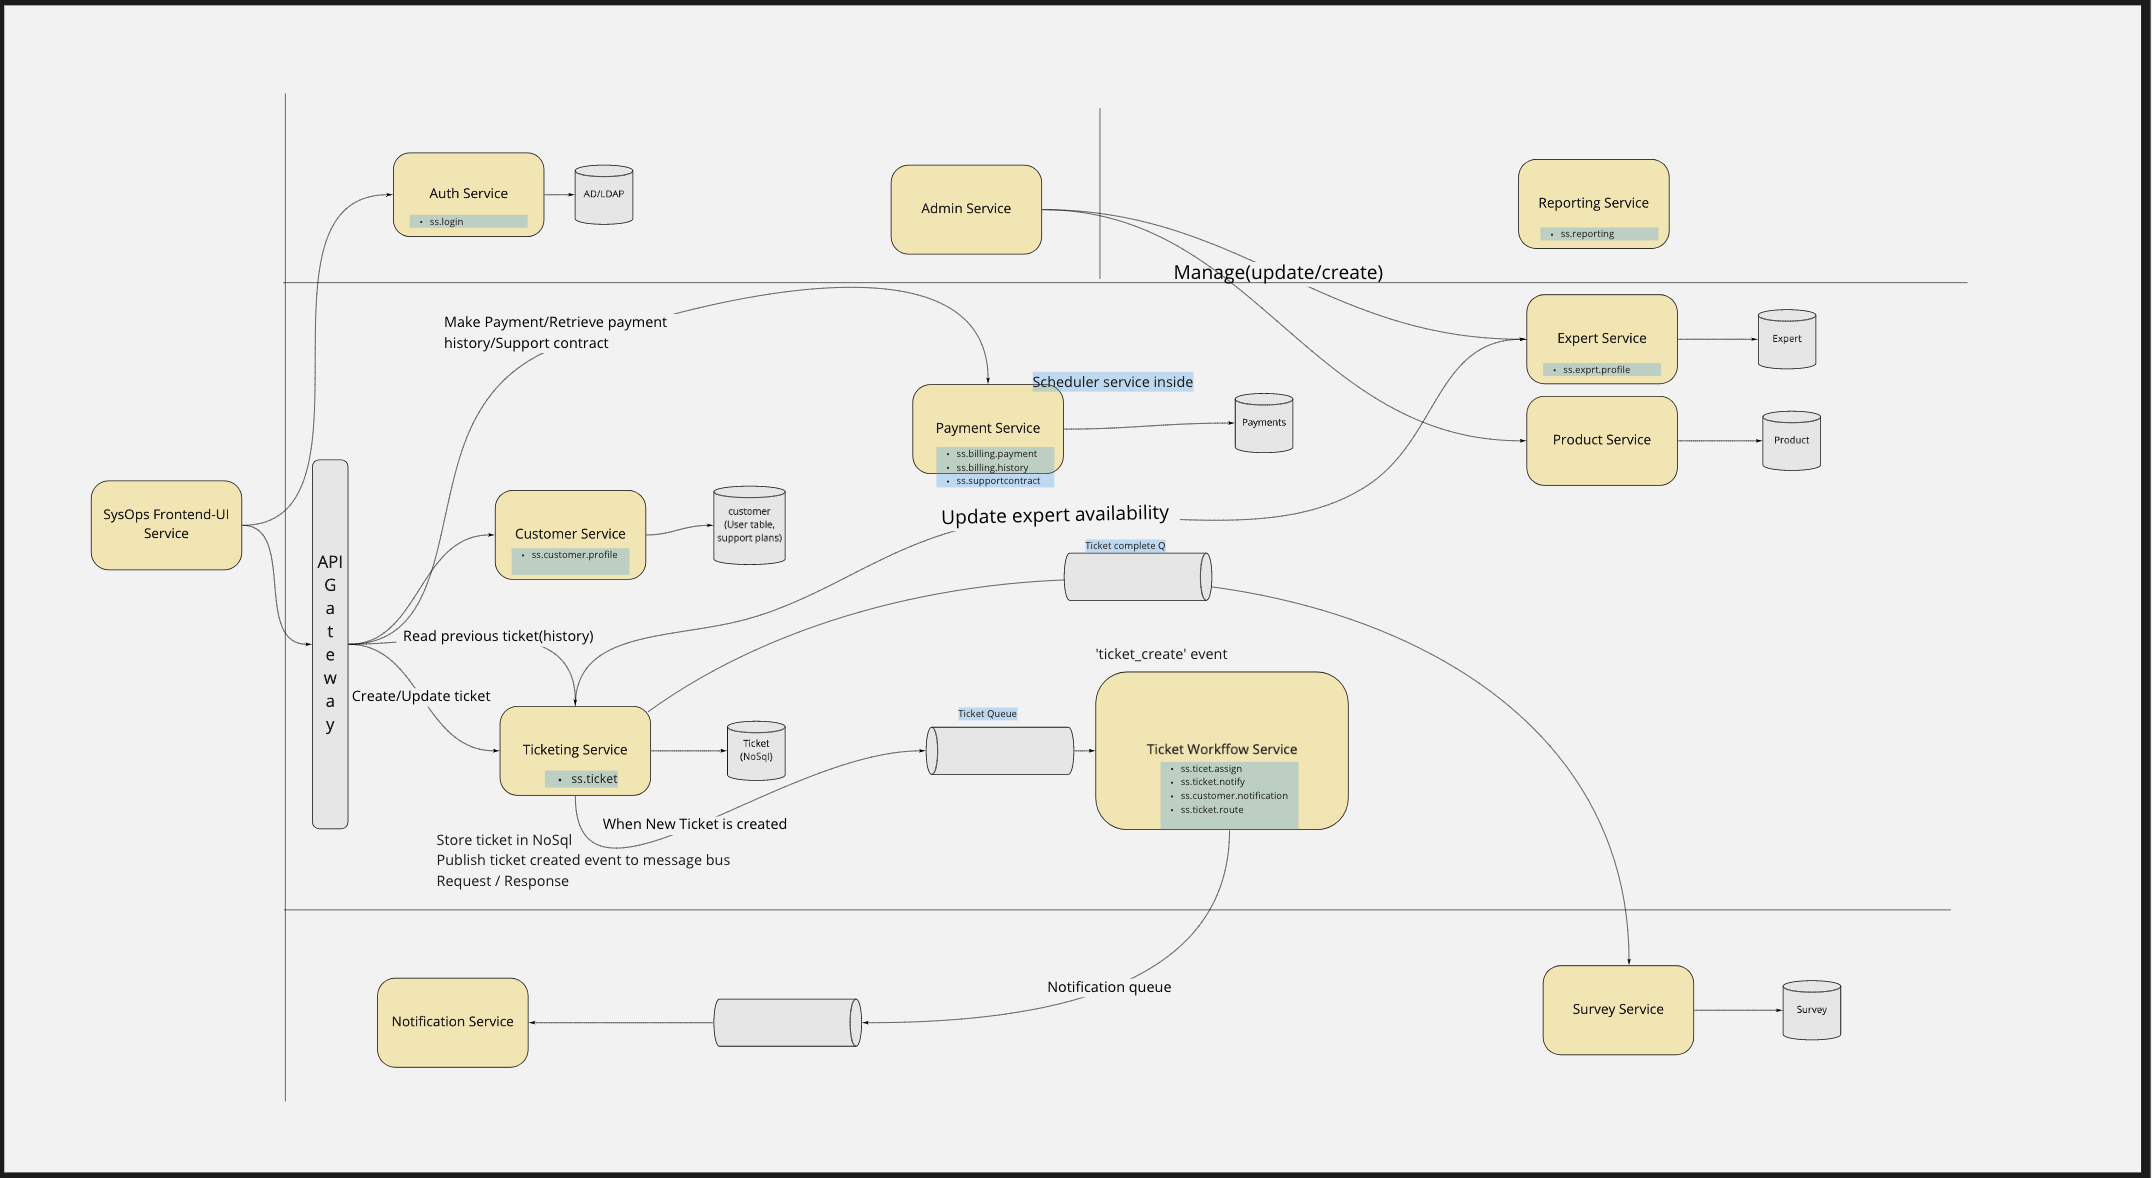 Auth Service
• ss.login
AD/LDAP
Admin Service
Reporting Service
• ss.reporting
Manage(update/create)
Make Payment/Retrieve payment
history/Support contract
Expert Service
• ss.exprt.profile
Expert
Scheduler service inside
Payment Service
• ss.billing.payment
• ss.billing.history
• ss.supportcontract
Payments
Product Service
Product
SysOps Frontend-UI
Service
API
G
a
t
e
w
a
y
Customer Service
• ss.customer.profile
customer
(User table,
support plans)
Update expert availability
Ticket complete Q
Read previous ticket(history)
Create/Update ticket
'ticket_create' event
Ticketing Service
• ss.ticket
Ticket
(NoSql)
Ticket Queue
Ticket Workffow Service
• ss.ticet.assign
• ss.ticket.notify
• ss.customer.notification
• ss.ticket.route
When New Ticket is created
Store ticket in NoSql
Publish ticket created event to message bus
Request / Response
Notification queue
Notification Service
Survey Service
Survey